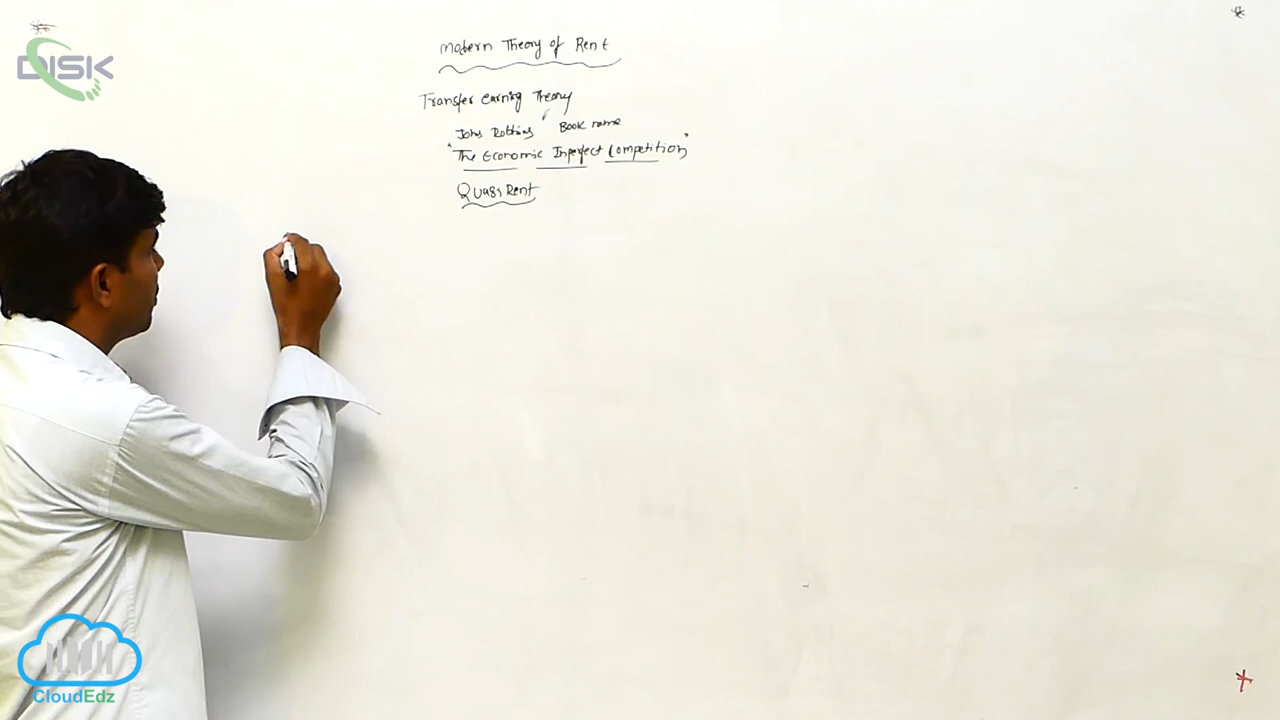 DISK
Modern Theory of Rent
Transfer earning Theory
John Robbins Book name
"The Economic Imperfect Competition"
Quasi Rent
CloudEdz